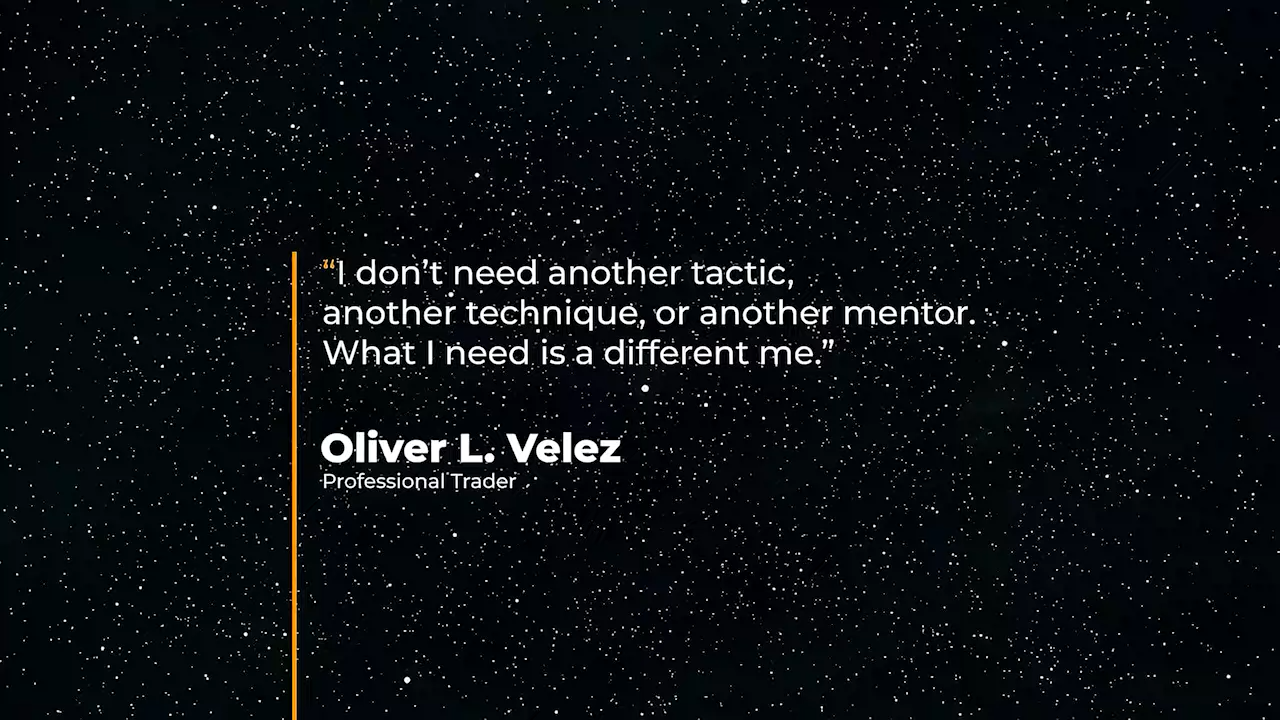 “I don’t need another tactic,
another technique, or another mentor.
What I need is a different me.”
Oliver L. Velez
Professional Trader